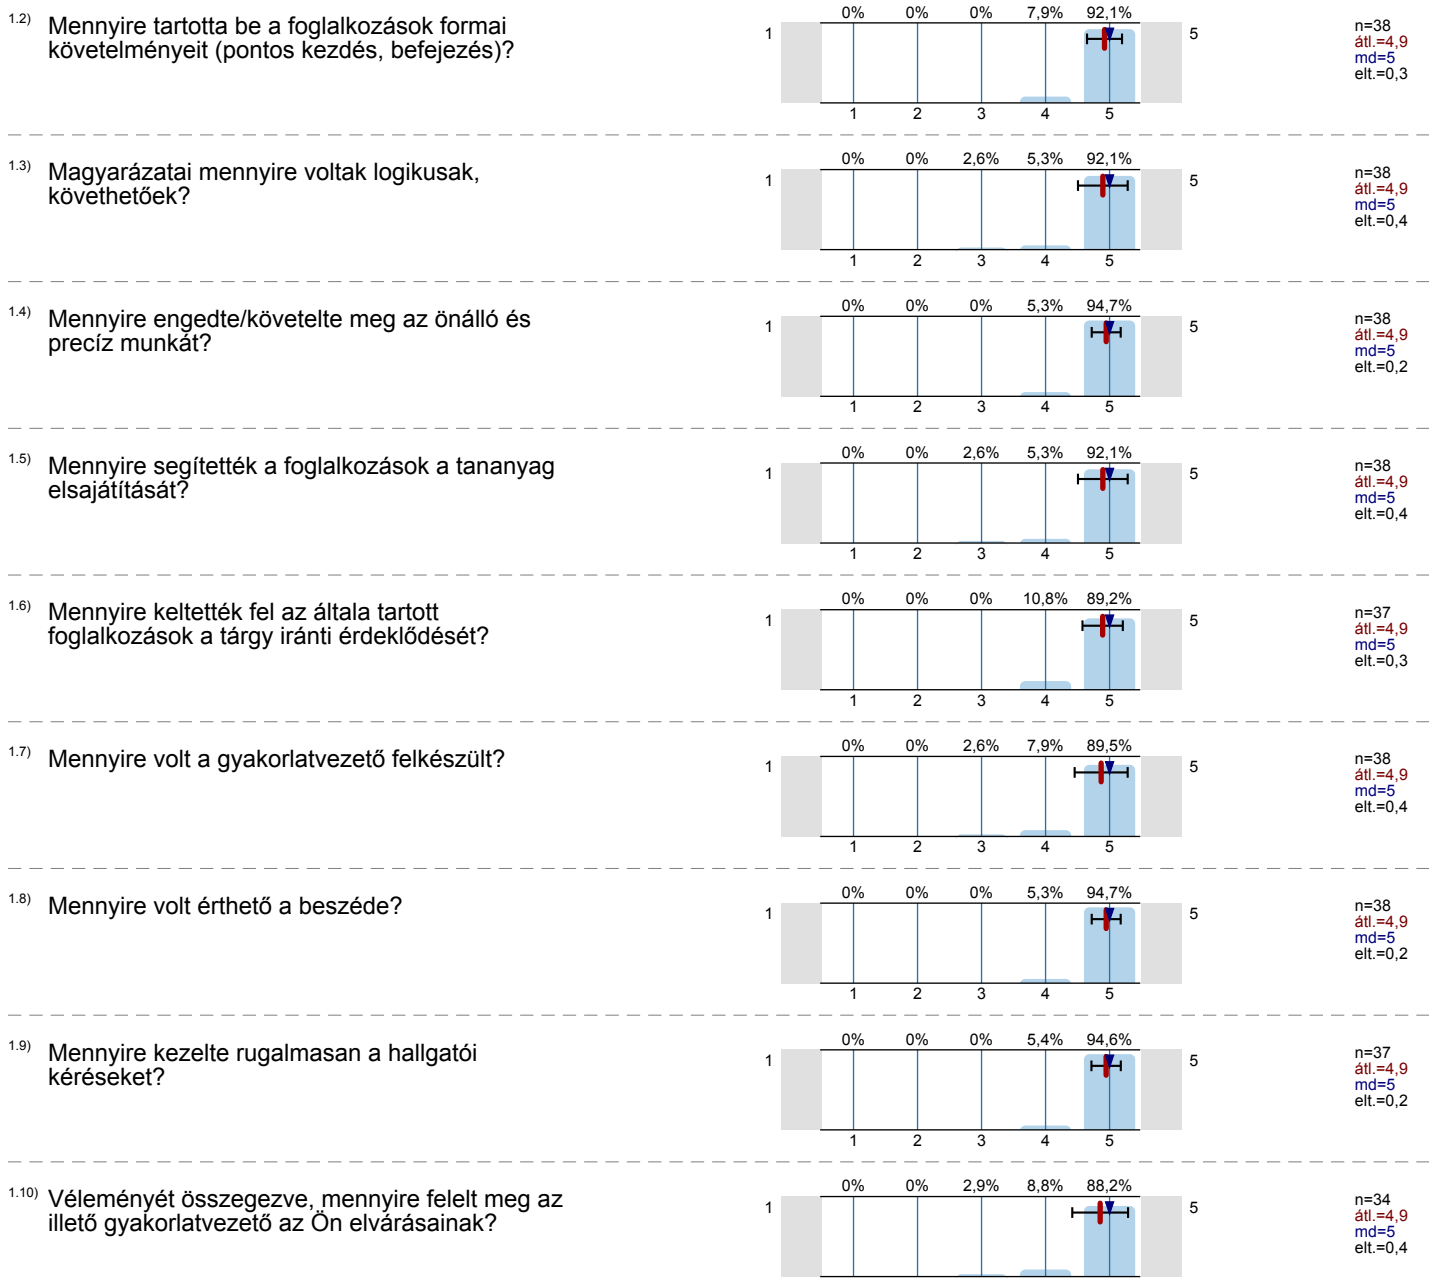 1.2) Mennyire tartotta be a foglalkozások formai
követelményeit (pontos kezdés, befejezés)?
0% 0% 0% 7,9% 92,1%
1 5
1 2 3 4 5
n=38
átl.=4,9
md=5
elt.=0,3
1.3) Magyarázatai mennyire voltak logikusak,
követhetőek?
0% 0% 2,6% 5,3% 92,1%
1 5
1 2 3 4 5
n=38
átl.=4,9
md=5
elt.=0,4
1.4) Mennyire engedte/követelte meg az önálló és
precíz munkát?
0% 0% 0% 5,3% 94,7%
1 5
1 2 3 4 5
n=38
átl.=4,9
md=5
elt.=0,2
1.5) Mennyire segítették a foglalkozások a tananyag
elsajátítását?
0% 0% 2,6% 5,3% 92,1%
1 5
1 2 3 4 5
n=38
átl.=4,9
md=5
elt.=0,4
1.6) Mennyire keltették fel az általa tartott
foglalkozások a tárgy iránti érdeklődését?
0% 0% 0% 10,8% 89,2%
1 5
1 2 3 4 5
n=37
átl.=4,9
md=5
elt.=0,3
1.7) Mennyire volt a gyakorlatvezető felkészült?
0% 0% 2,6% 7,9% 89,5%
1 5
1 2 3 4 5
n=38
átl.=4,9
md=5
elt.=0,4
1.8) Mennyire volt érthető a beszéde?
0% 0% 0% 5,3% 94,7%
1 5
1 2 3 4 5
n=38
átl.=4,9
md=5
elt.=0,2
1.9) Mennyire kezelte rugalmasan a hallgatói
kéréseket?
0% 0% 0% 5,4% 94,6%
1 5
1 2 3 4 5
n=37
átl.=4,9
md=5
elt.=0,2
1.10) Véleményét összegezve, mennyire felelt meg az
illető gyakorlatvezető az Ön elvárásainak?
0% 0% 2,9% 8,8% 88,2%
1 5
n=34
átl.=4,9
md=5
elt.=0,4